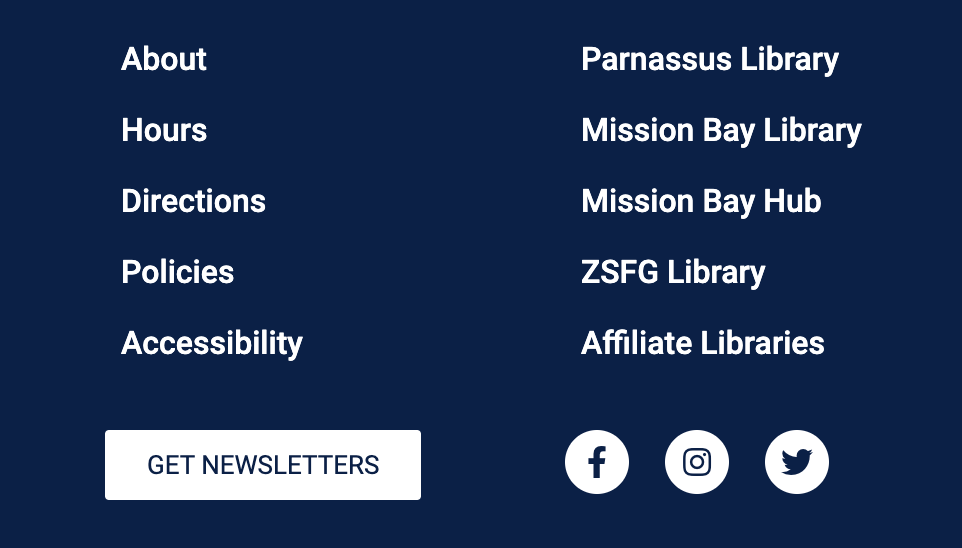 About
Hours
Directions
Policies
Accessibility
GET NEWSLETTERS
Parnassus Library
Mission Bay Library
Mission Bay Hub
ZSFG Library
Affiliate Libraries